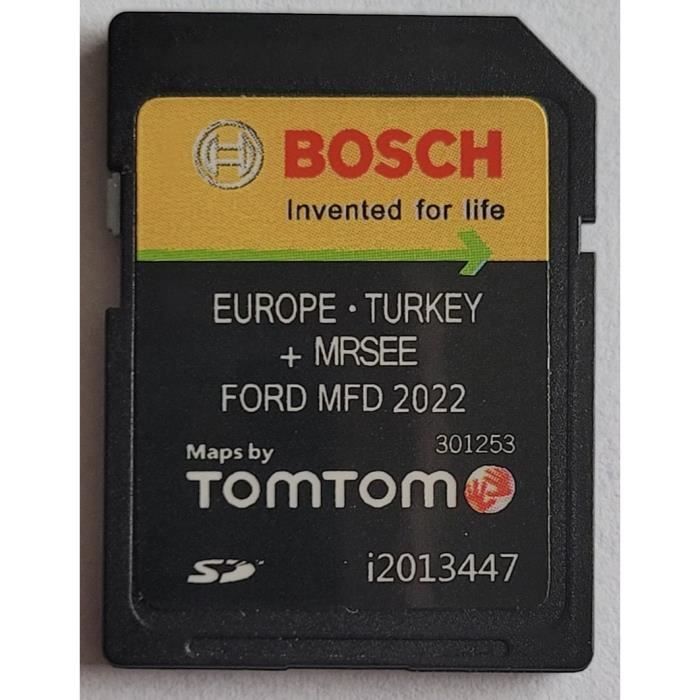 BOSCH
Invented for life
EUROPE · TURKEY
+ MRSEE
FORD MFD 2022
301253
Maps by
TOMTOM
SD
i2013447